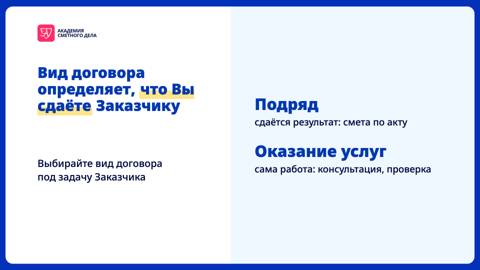 АКАДЕМИЯ
СМЕТНОГО ДЕЛА
Вид договора
определяет, что Вы
сдаёте Заказчику
Выбирайте вид договора
под задачу Заказчика
Подряд
сдаётся результат: смета по акту
Оказание услуг
сама работа: консультация, проверка